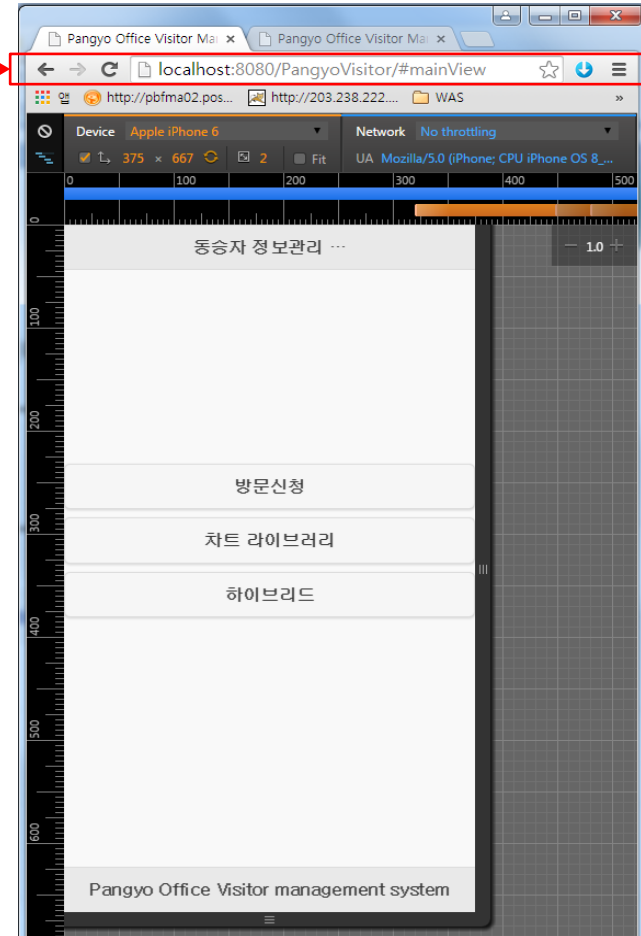 Pangyo Office Visitor Ma
Pangyo Office Visitor Ma
localhost:8080/PangyoVisitor/#mainView
앱 http://pbfma02.pos... http://203.238.222.... WAS »
Device Apple iPhone 6 Network No throttling
375 × 667 2 Fit UA Mozilla/5.0 (iPhone; CPU iPhone OS 8_...
0 100 200 300 400 500
0
동승자 정보관리 ...
− 1.0 +
100
200
방문신청
300
차트 라이브러리
하이브리드
400
500
600
Pangyo Office Visitor management system